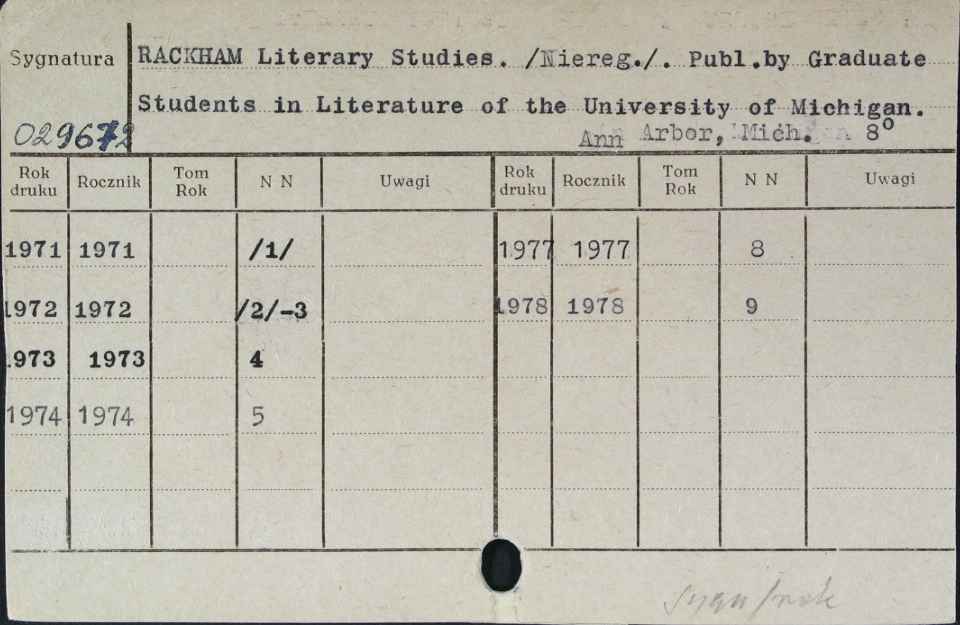 Sygnatura
RACKHAM Literary Studies. /Niereg./. Publ.by Graduate
Students in Literature of the University of Michigan.
029672
Ann Arbor, Mich. 8°
Rok druku Rocznik Tom Rok N N Uwagi Rok druku Rocznik Tom Rok N N Uwagi
1971 1971 /1/ 1977 1977 8
1972 1972 /2/-3 1978 1978 9
1973 1973 4
1974 1974 5